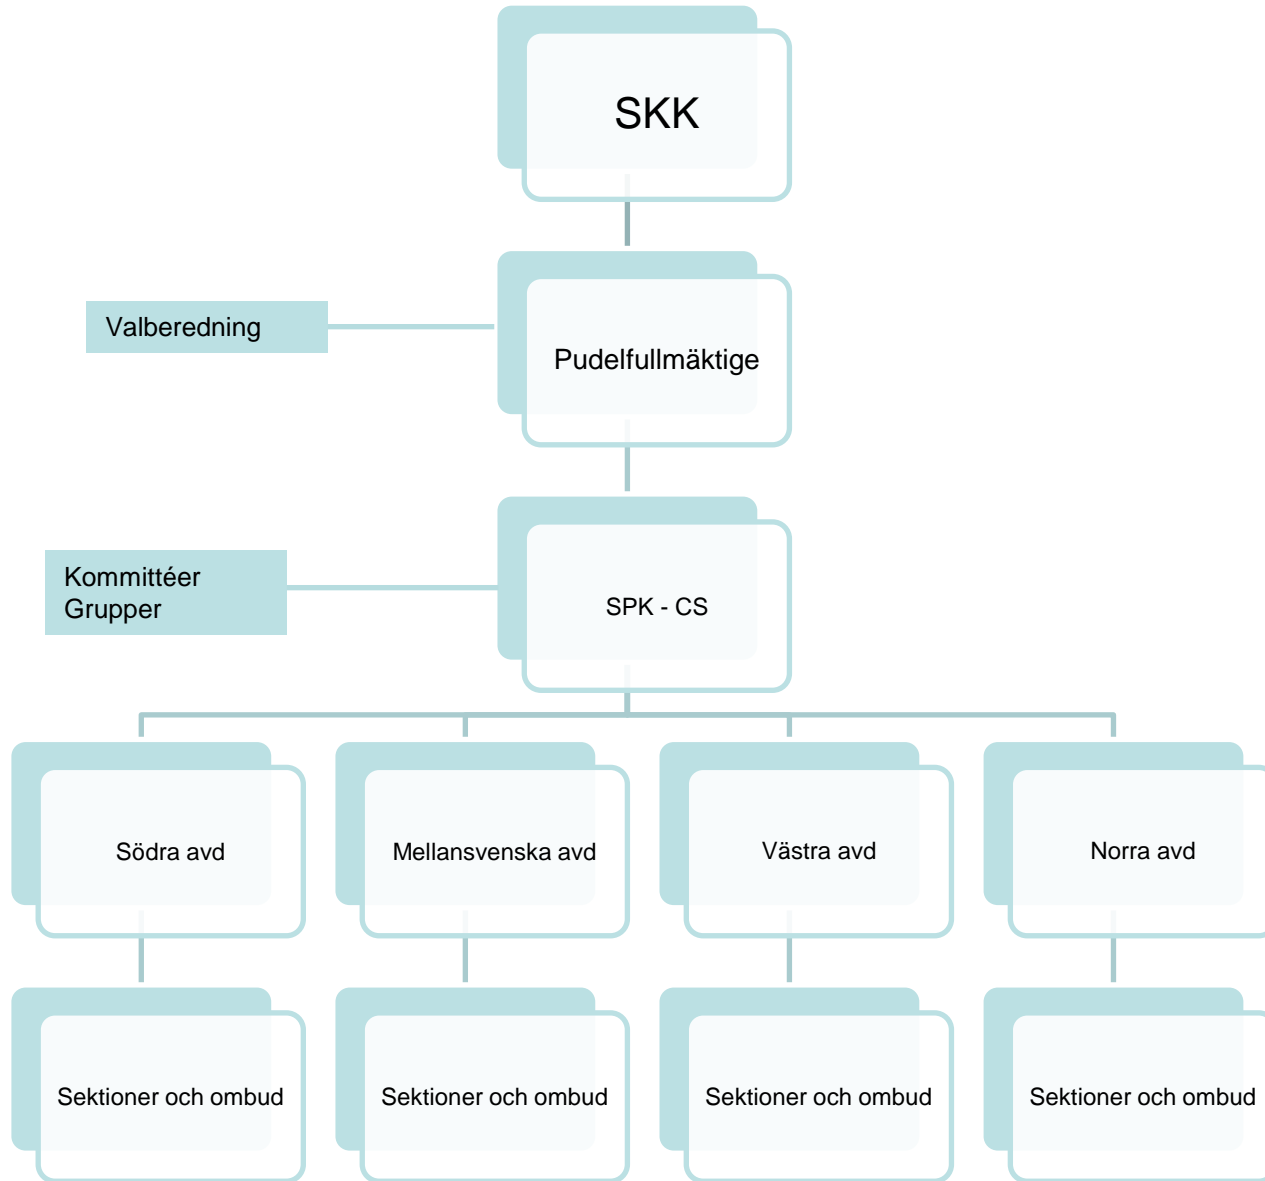 SKK
Valberedning
Pudelfullmäktige
Kommittéer
Grupper
SPK - CS
Södra avd
Mellansvenska avd
Västra avd
Norra avd
Sektioner och ombud
Sektioner och ombud
Sektioner och ombud
Sektioner och ombud